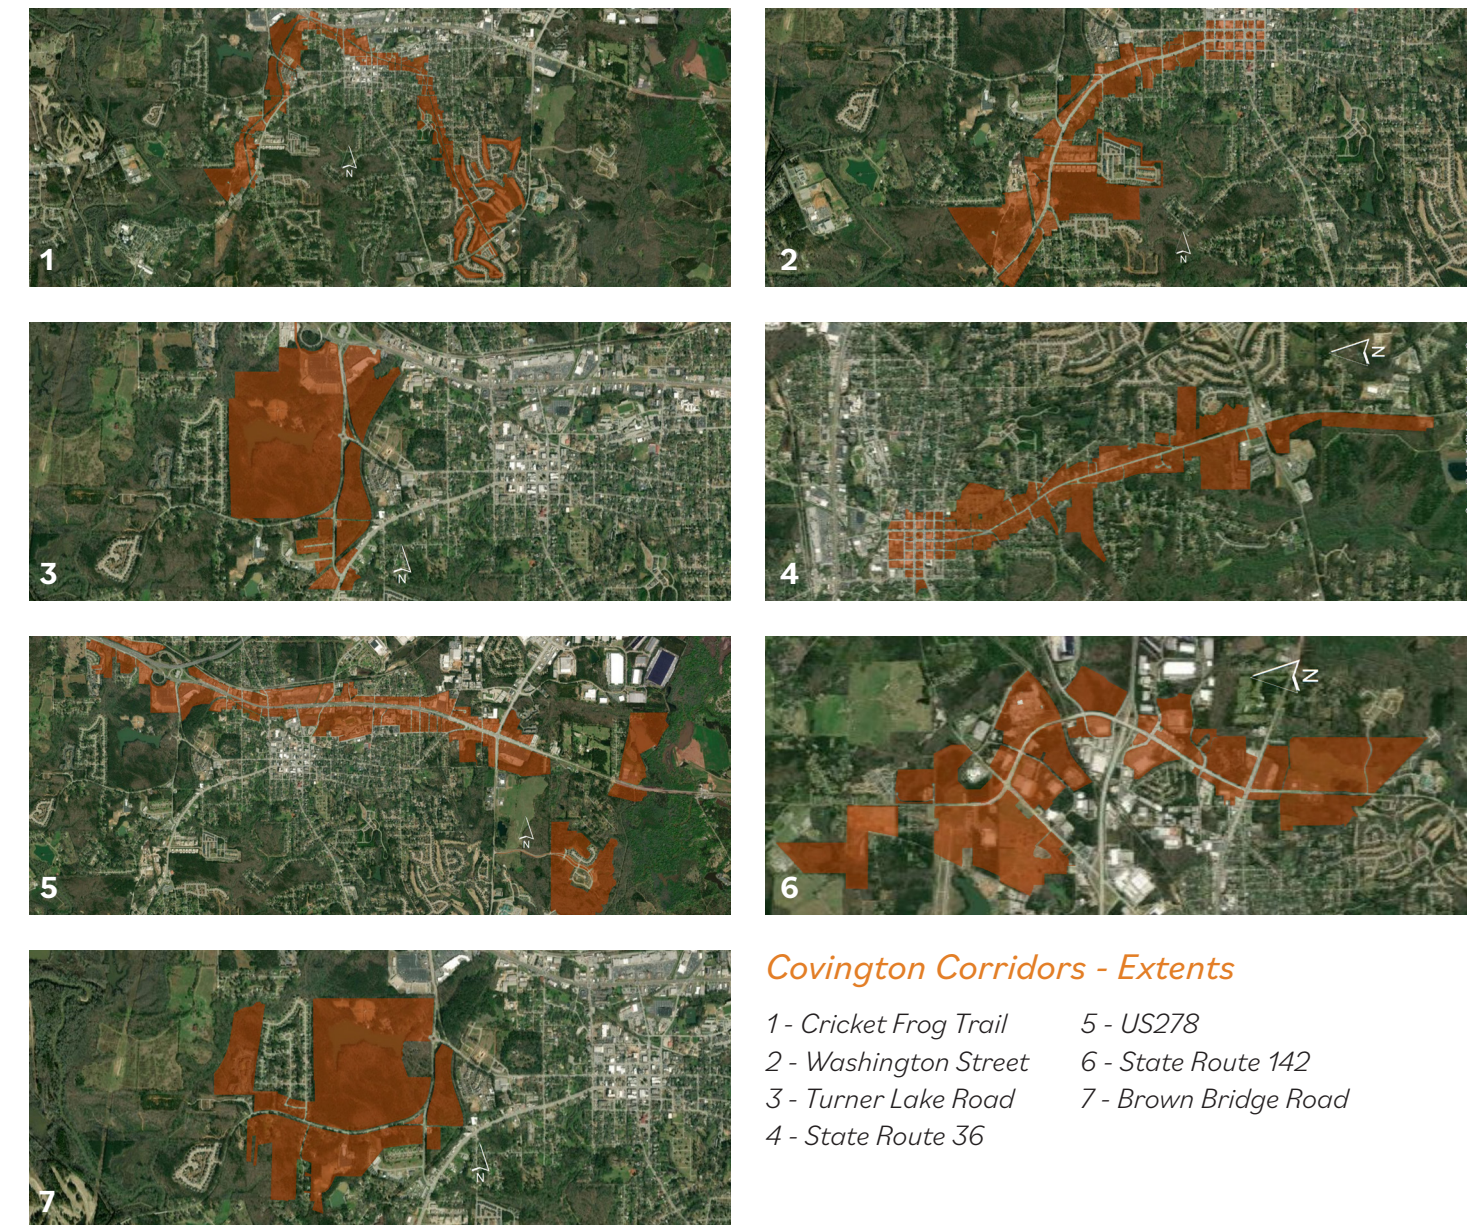 1
N
2
N
3
N
4
N
5
N
6
N
7
N
Covington Corridors - Extents
1 - Cricket Frog Trail
2 - Washington Street
3 - Turner Lake Road
4 - State Route 36
5 - US278
6 - State Route 142
7 - Brown Bridge Road